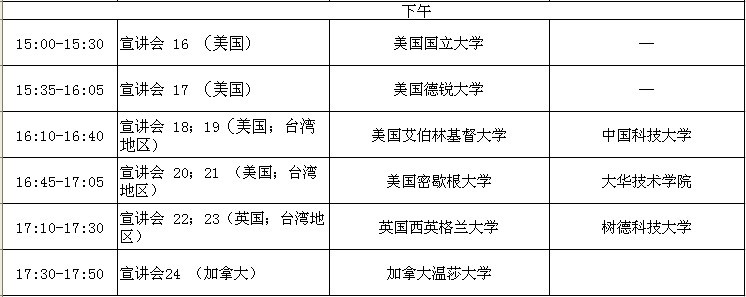 下午
15:00-15:30 宣讲会 16 （美国） 美国国立大学 —
15:35-16:05 宣讲会 17 （美国） 美国德锐大学 —
16:10-16:40 宣讲会 18；19（美国；台湾地区） 美国艾伯林基督大学 中国科技大学
16:45-17:05 宣讲会 20；21 （美国；台湾地区） 美国密歇根大学 大华技术学院
17:10-17:30 宣讲会 22；23（英国；台湾地区） 英国西英格兰大学 树德科技大学
17:30-17:50 宣讲会24 （加拿大） 加拿大温莎大学